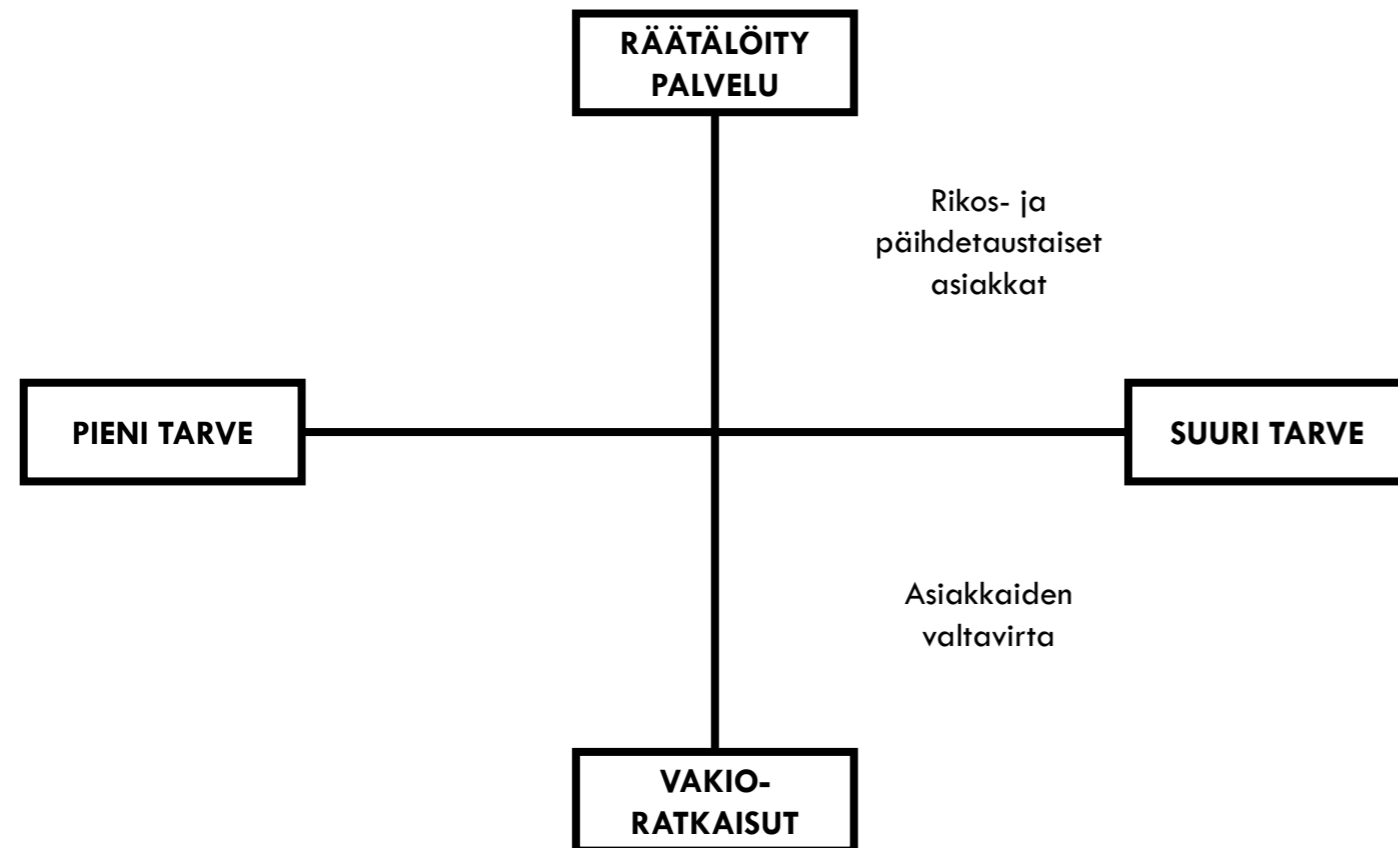 RÄÄTÄLÖITY
PALVELU
Rikos- ja
päihdetaustaiset
asiakkat
PIENI TARVE
SUURI TARVE
Asiakkaiden
valtavirta
VAKIO-
RATKAISUT